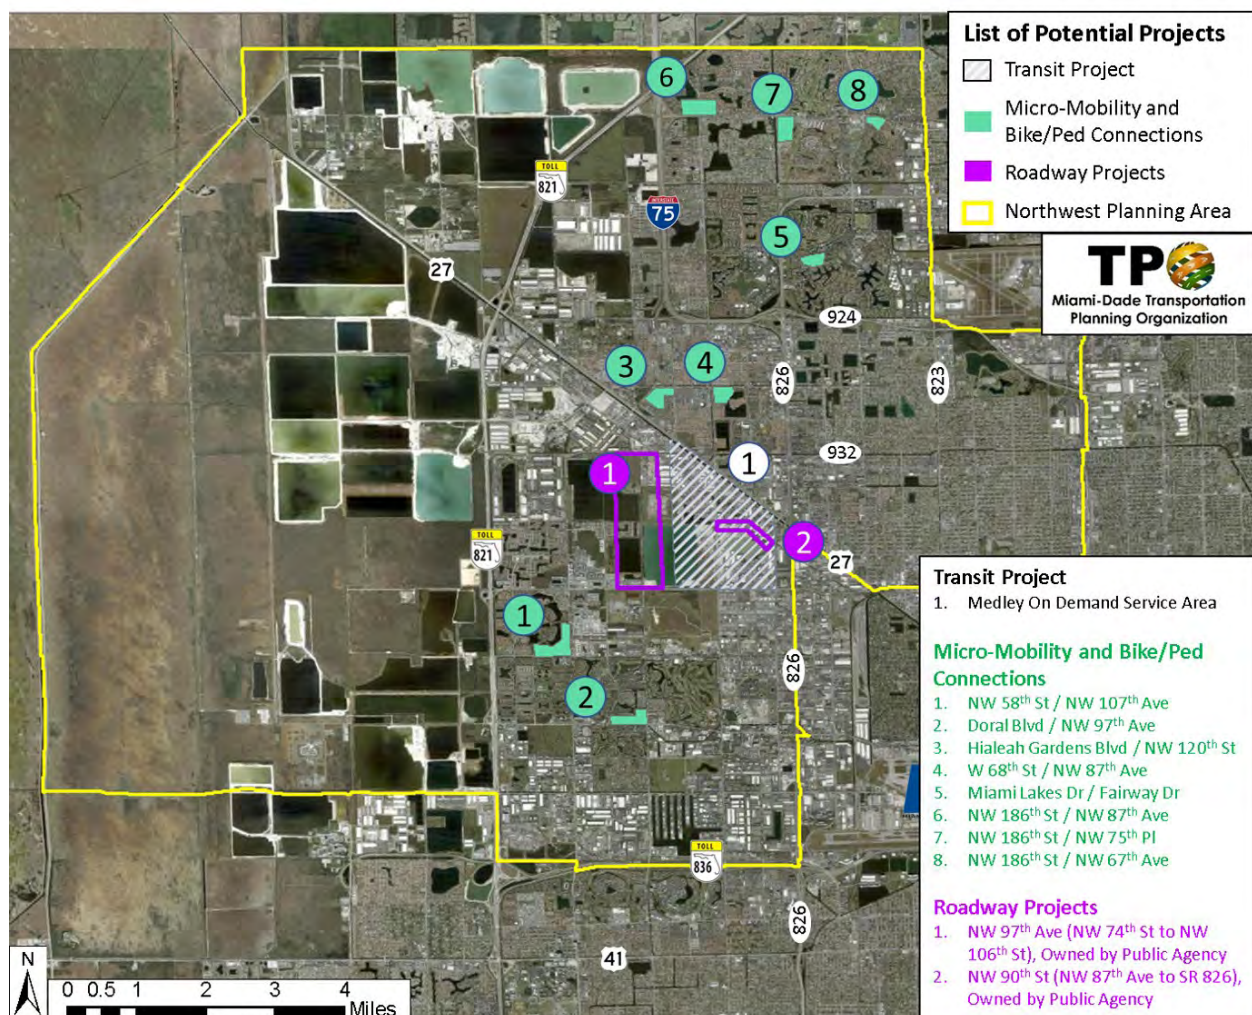 List of Potential Projects
Transit Project
Micro-Mobility and
Bike/Ped Connections
Roadway Projects
Northwest Planning Area
TPO
Miami-Dade Transportation
Planning Organization
6
7
8
TOLL
821
INTERSTATE
75
5
27
924
3
4
826
823
1
932
1
TOLL
821
2
27
1
826
2
TOLL
836
826
41
N
0 0.5 1 2 3 4
Miles
Transit Project
1. Medley On Demand Service Area
Micro-Mobility and Bike/Ped
Connections
1. NW 58th St / NW 107th Ave
2. Doral Blvd / NW 97th Ave
3. Hialeah Gardens Blvd / NW 120th St
4. W 68th St / NW 87th Ave
5. Miami Lakes Dr / Fairway Dr
6. NW 186th St / NW 87th Ave
7. NW 186th St / NW 75th Pl
8. NW 186th St / NW 67th Ave
Roadway Projects
1. NW 97th Ave (NW 74th St to NW
106th St), Owned by Public Agency
2. NW 90th St (NW 87th Ave to SR 826),
Owned by Public Agency